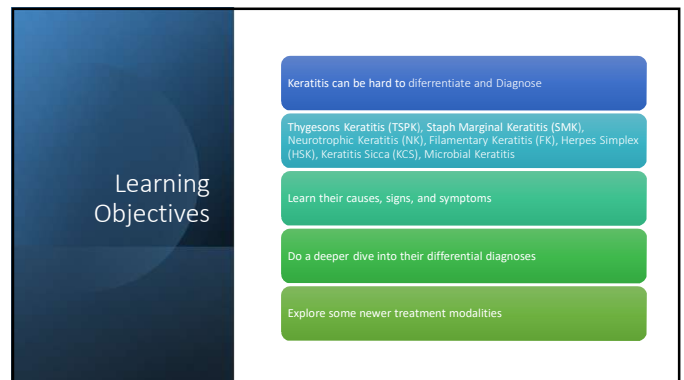 Learning
Objectives
Keratitis can be hard to diferrentiate and Diagnose
Thygesons Keratitis (TSPK), Staph Marginal Keratitis (SMK),
Neurotrophic Keratitis (NK), Filamentary Keratitis (FK), Herpes Simplex
(HSK), Keratitis Sicca (KCS), Microbial Keratitis
Learn their causes, signs, and symptoms
Do a deeper dive into their differential diagnoses
Explore some newer treatment modalities